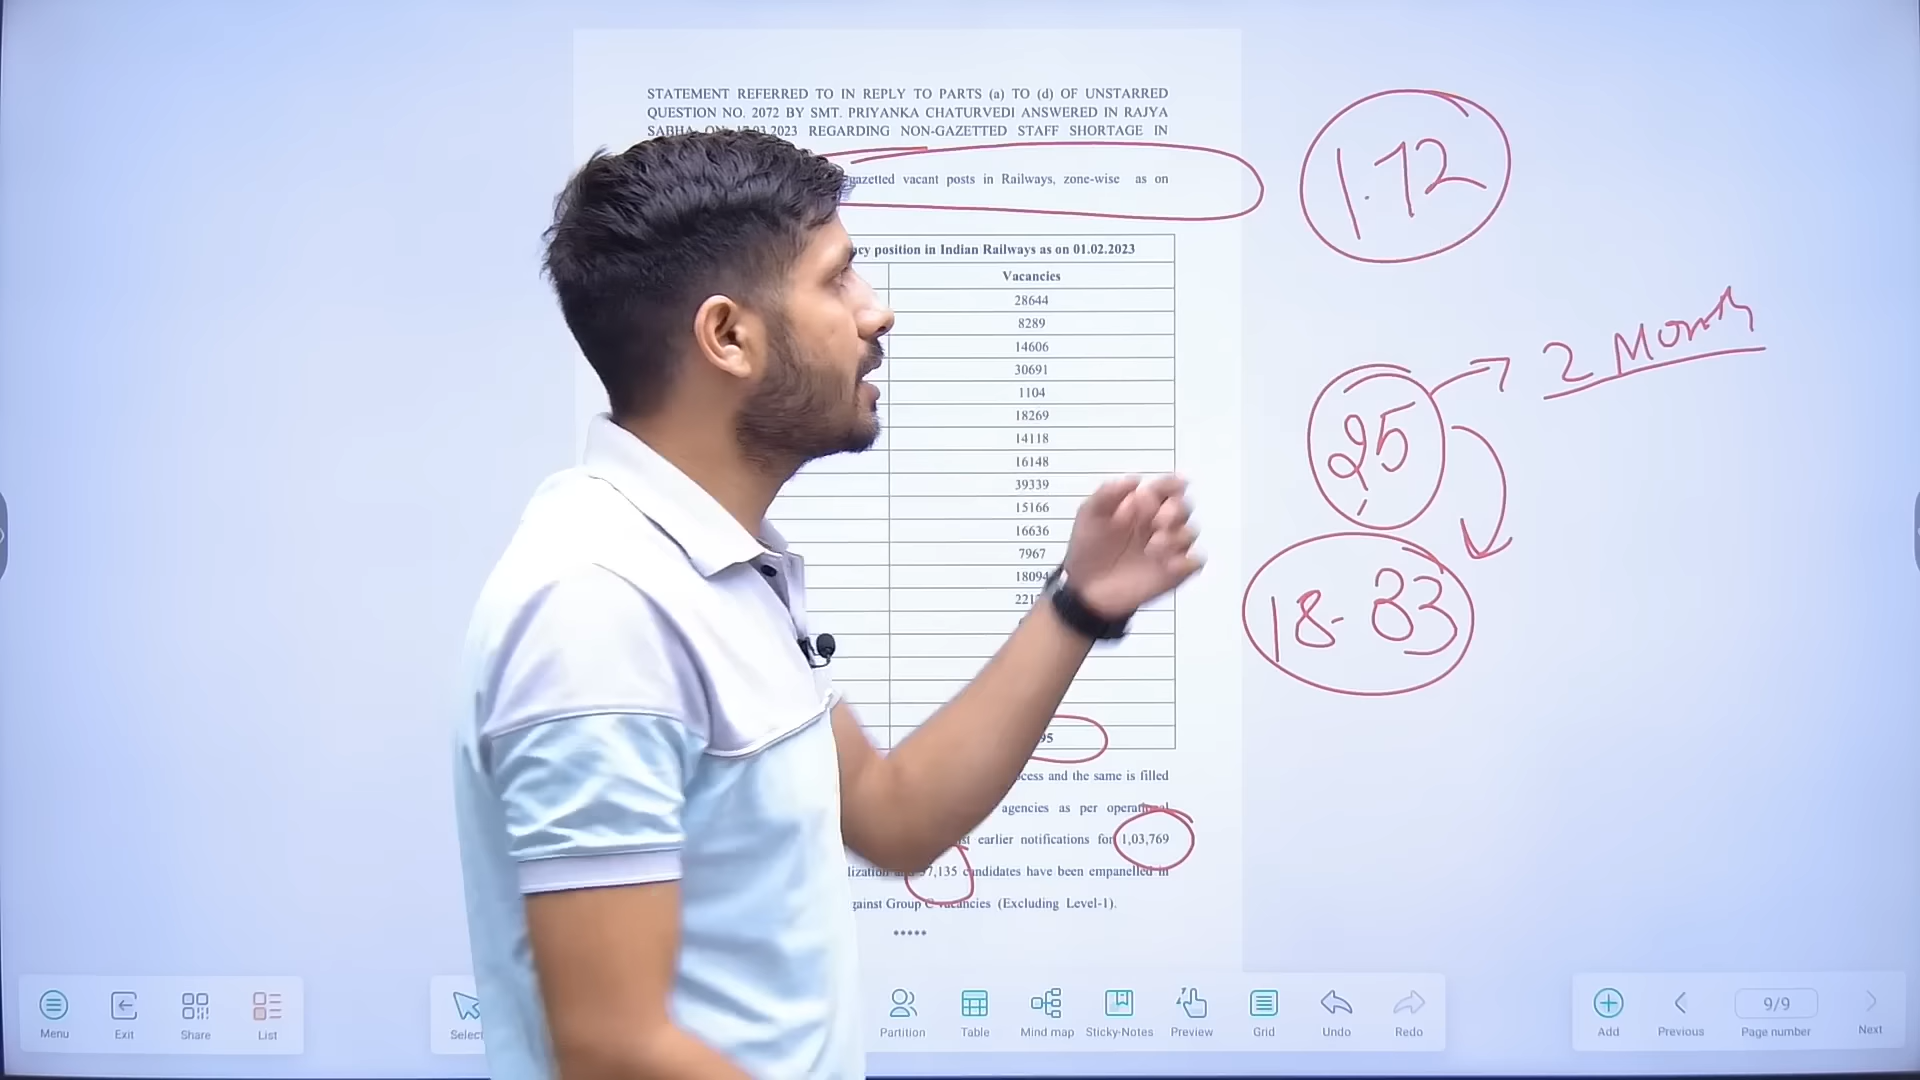 STATEMENT REFERRED TO IN REPLY TO PARTS (a) TO (d) OF UNSTARRED
QUESTION NO. 2072 BY SMT. PRIYANKA CHATURVEDI ANSWERED IN RAJYA
SABHA ON 17.03.2023 REGARDING NON-GAZETTED STAFF SHORTAGE IN
gazetted vacant posts in Railways, zone-wise as on
position in Indian Railways as on 01.02.2023
Vacancies
28644
8289
14606
30691
1104
18269
14118
16148
39339
15166
16636
7967
18094
and the same is filled
agencies as per operational
earlier notifications for 1,03,769
candidates have been empanelled in
Group C vacancies (Excluding Level-1).
*****
1.72
25
2 Month
18-33
Menu
Exit
Share
List
Select
Partition
Table
Mind map
Sticky-Notes
Preview
Grid
Undo
Redo
Add
Previous
9/9
Page number
Next